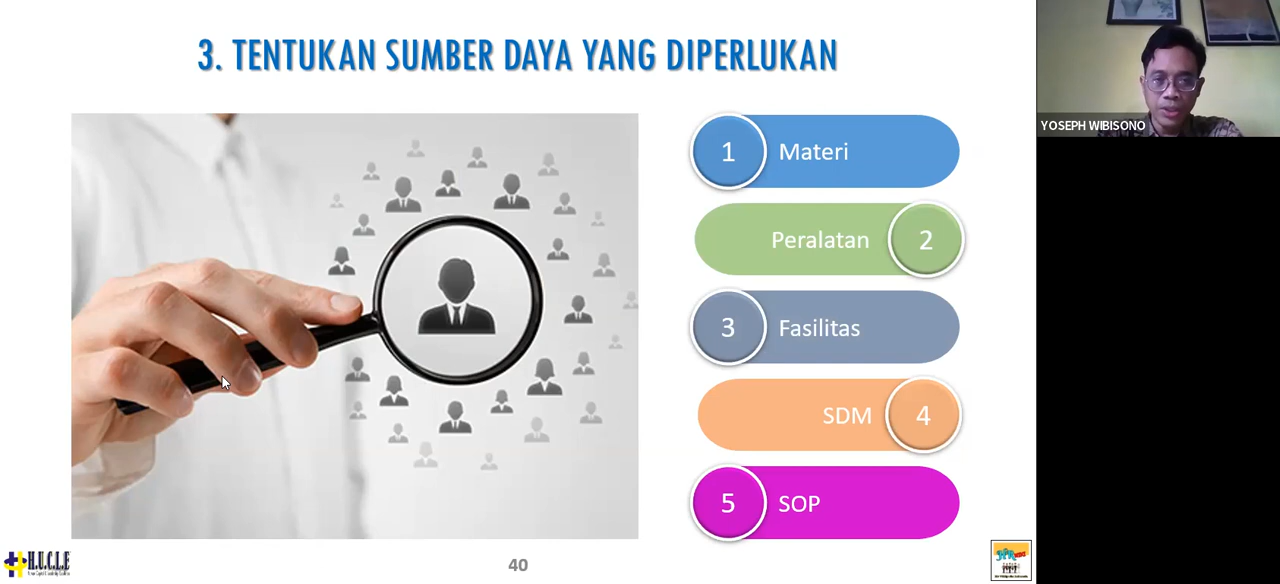 3. TENTUKAN SUMBER DAYA YANG DIPERLUKAN
YOSEPH WIBISONO
1 Materi
Peralatan 2
3 Fasilitas
SDM 4
5 SOP
H.U.C.L.E
40